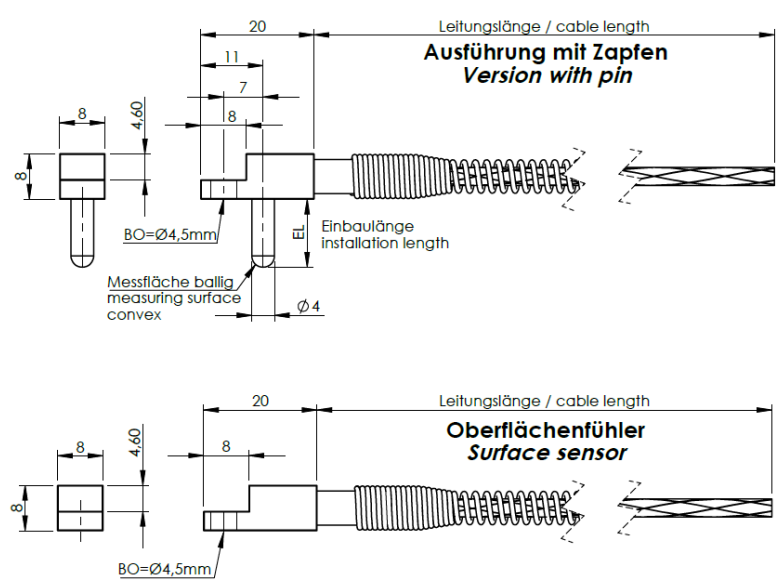 20
Leitungslänge / cable length
Ausführung mit Zapfen
Version with pin
11
7
8
8
4,60
8
BO=Ø4,5mm
EL
Einbaulänge
installation length
Messfläche ballig
measuring surface
convex
Ø4
20
Leitungslänge / cable length
Oberflächenfühler
Surface sensor
8
8
4,60
8
BO=Ø4,5mm